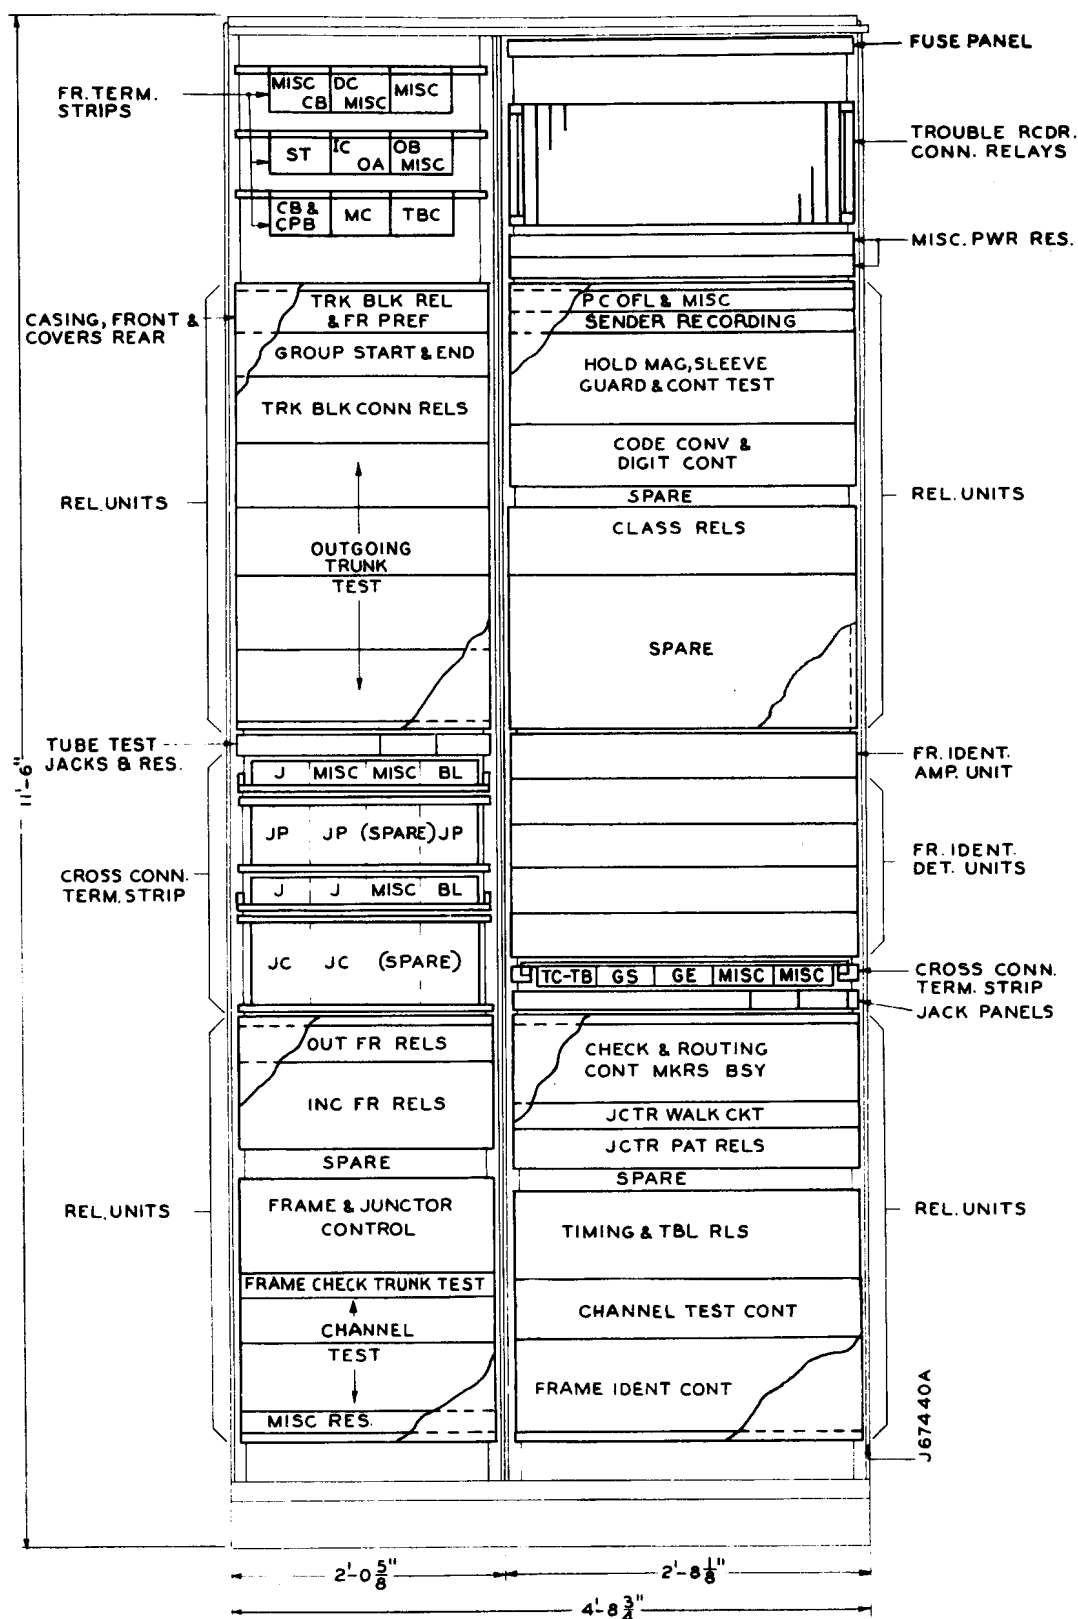 FUSE PANEL
FR. TERM.
STRIPS
MISC
CB
DC
MISC
MISC
TROUBLE RCDR.
CONN. RELAYS
ST
IC
OA
OB
MISC
CB &
CPB
MC
TBC
MISC. PWR RES.
CASING, FRONT &
COVERS REAR
TRK BLK REL
& FR PREF
GROUP START & END
TRK BLK CONN RELS
OUTGOING
TRUNK
TEST
REL. UNITS
PC OFL & MISC
SENDER RECORDING
HOLD MAG, SLEEVE
GUARD & CONT TEST
CODE CONV &
DIGIT CONT
SPARE
CLASS RELS
SPARE
REL. UNITS
11'-6"
TUBE TEST
JACKS & RES.
J MISC MISC BL
JP JP (SPARE) JP
CROSS CONN.
TERM. STRIP
J J MISC BL
JC JC (SPARE)
FR. IDENT.
AMP. UNIT
FR. IDENT.
DET. UNITS
TC-TB GS GE MISC MISC
CROSS CONN.
TERM. STRIP
JACK PANELS
OUT FR RELS
INC FR RELS
SPARE
REL. UNITS
FRAME & JUNCTOR
CONTROL
FRAME CHECK TRUNK TEST
CHANNEL
TEST
MISC RES.
CHECK & ROUTING
CONT MKRS BSY
JCTR WALK CKT
JCTR PAT RELS
SPARE
TIMING & TBL RLS
REL. UNITS
CHANNEL TEST CONT
FRAME IDENT CONT
J67440A
2'-0 5/8"
2'-8 1/8"
4'-8 3/4"